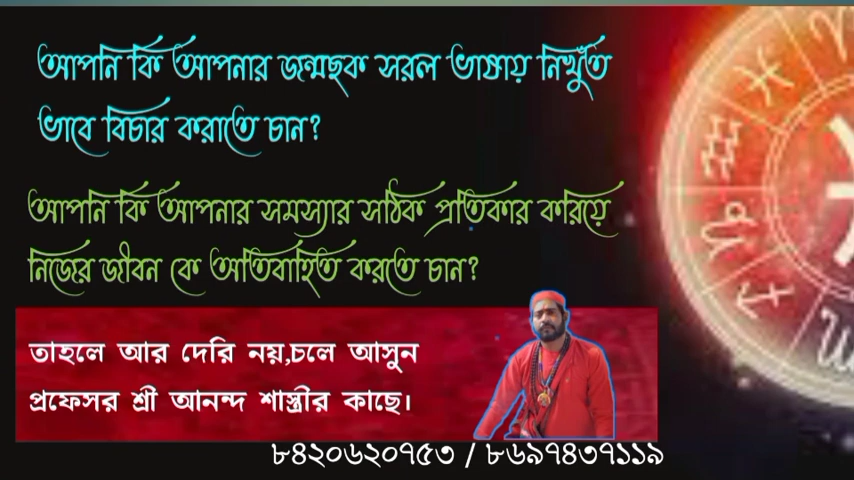 আপনি কি আপনার জন্মছক সরল ভাষায় নিখুঁত
ভাবে বিচার করাতে চান?
আপনি কি আপনার সমস্যার সঠিক প্রতিকার করিয়ে
নিজের জীবন কে অতিবাহিত করতে চান?
তাহলে আর দেরি নয়,চলে আসুন
প্রফেসর শ্রী আনন্দ শাস্ত্রীর কাছে।
৮৪২০৬২০৭৫৩ / ৮৬৯৭৪৩৭১১৯